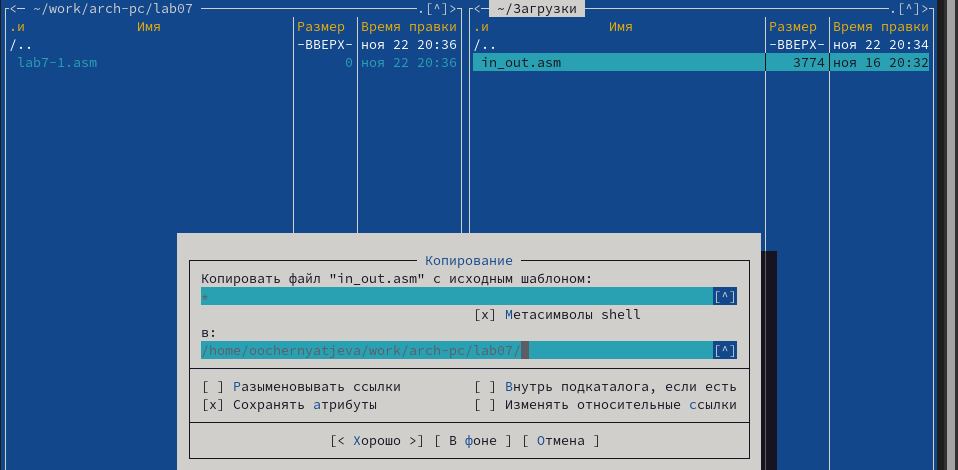 <— ~/work/arch-pc/lab07 .[^]> <— ~/Загрузки .[^]>
.и Имя Размер Время правки .и Имя Размер Время правки
/.. -ВВЕРХ- ноя 22 20:36 /.. -ВВЕРХ- ноя 22 20:34
lab7-1.asm 0 ноя 22 20:36 in_out.asm 3774 ноя 16 20:32
Копирование
Копировать файл "in_out.asm" с исходным шаблоном:
* [^]
[x] Метасимволы shell
в:
/home/oochernyatjeva/work/arch-pc/lab07/ [^]
[ ] Разыменовывать ссылки [ ] Внутрь подкаталога, если есть
[x] Сохранять атрибуты [ ] Изменять относительные ссылки
[< Хорошо >] [ В фоне ] [ Отмена ]